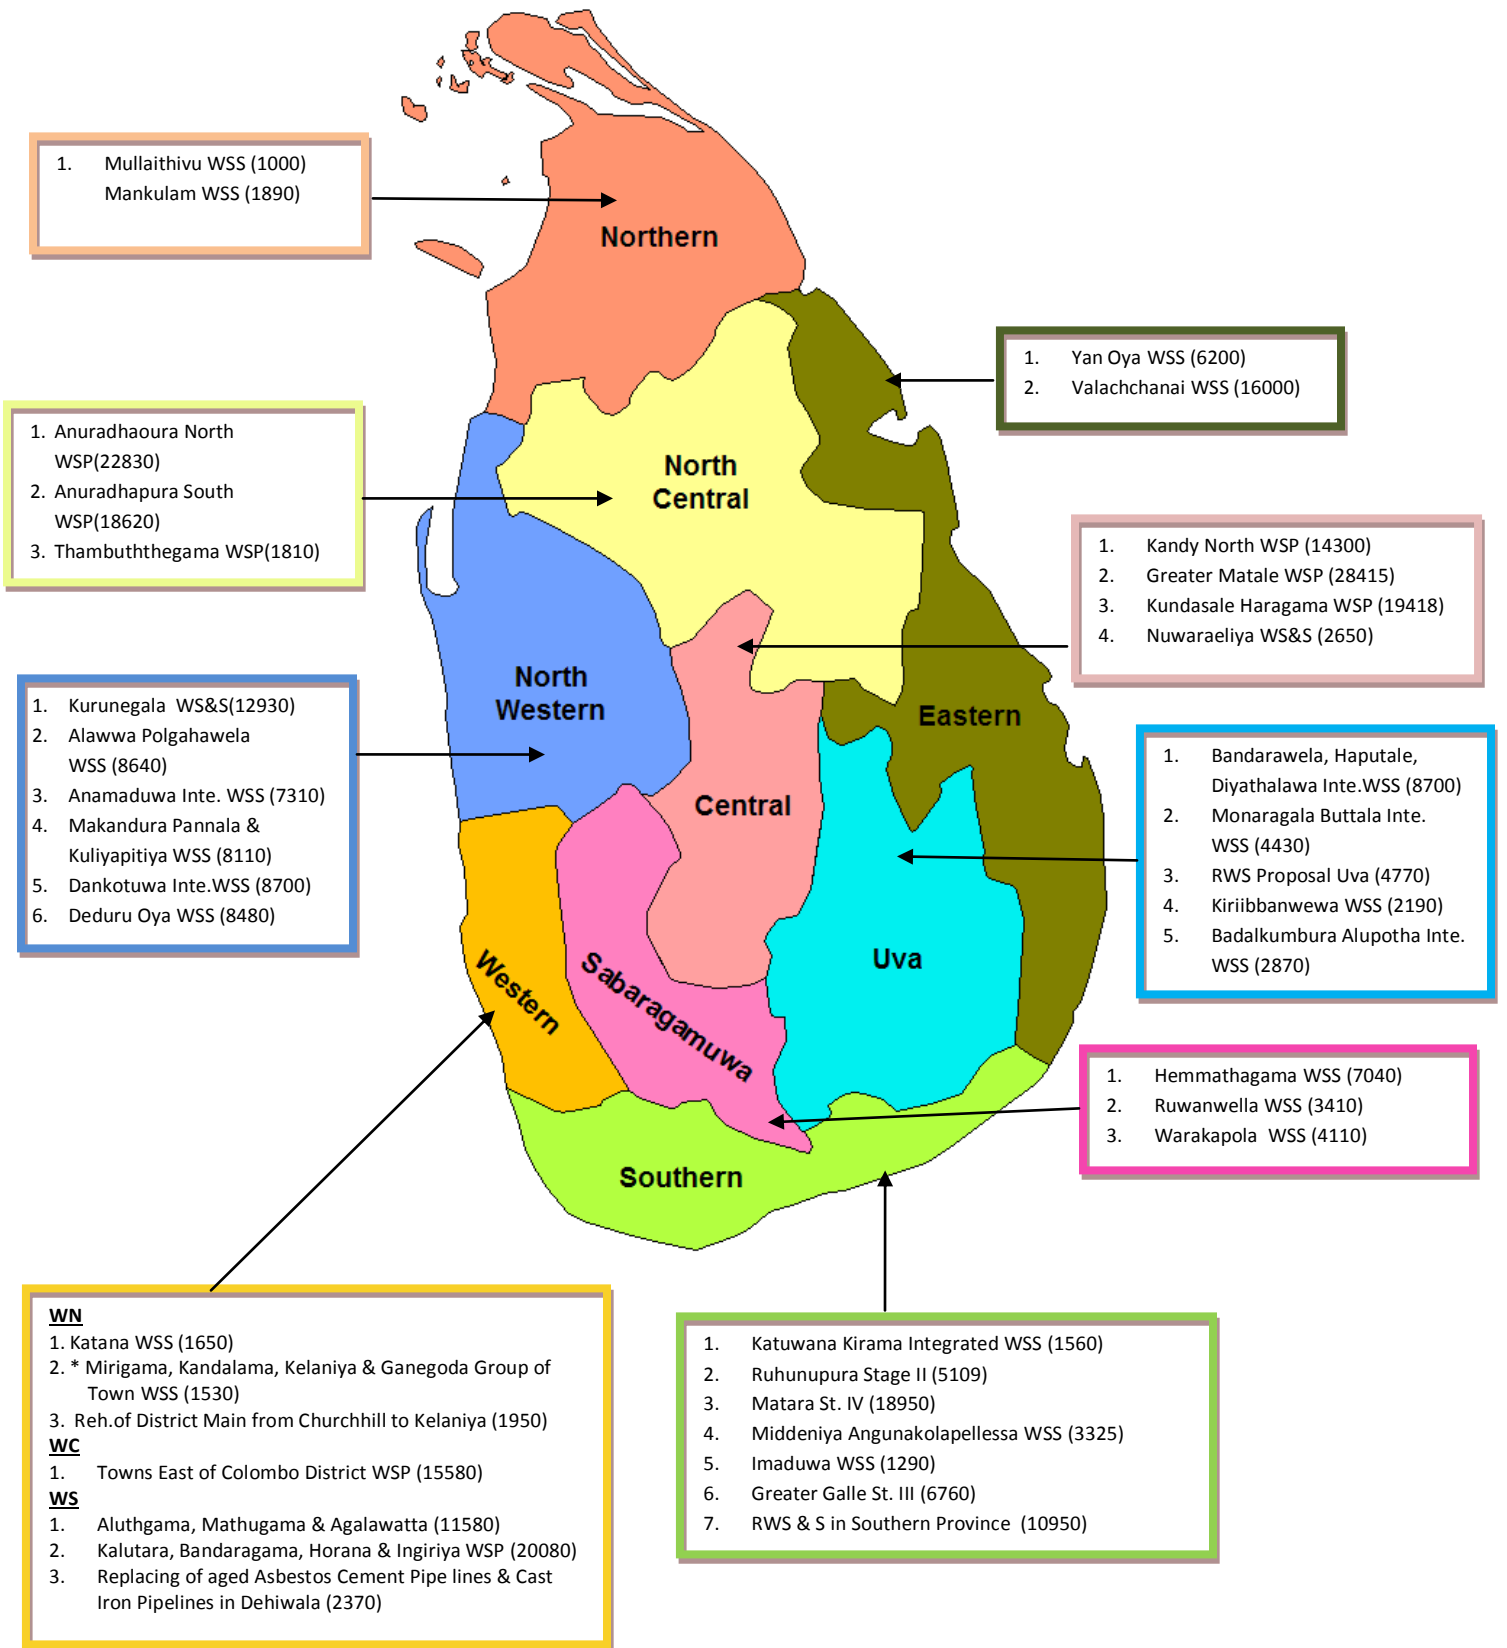 1. Mullaithivu WSS (1000)
Mankulam WSS (1890)
Northern
1. Yan Oya WSS (6200)
2. Valachchanai WSS (16000)
1. Anuradhaoura North
WSP(22830)
2. Anuradhapura South
WSP(18620)
3. Thambuththegama WSP(1810)
North
Central
1. Kandy North WSP (14300)
2. Greater Matale WSP (28415)
3. Kundasale Haragama WSP (19418)
4. Nuwaraeliya WS&S (2650)
North
Western
Eastern
1. Kurunegala WS&S(12930)
2. Alawwa Polgahawela
WSS (8640)
3. Anamaduwa Inte. WSS (7310)
4. Makandura Pannala &
Kuliyapitiya WSS (8110)
5. Dankotuwa Inte.WSS (8700)
6. Deduru Oya WSS (8480)
Central
1. Bandarawela, Haputale,
Diyathalawa Inte.WSS (8700)
2. Monaragala Buttala Inte.
WSS (4430)
3. RWS Proposal Uva (4770)
4. Kiriibbanwewa WSS (2190)
5. Badalkumbura Alupotha Inte.
WSS (2870)
Western
Sabaragamuwa
Uva
1. Hemmathagama WSS (7040)
2. Ruwanwella WSS (3410)
3. Warakapola WSS (4110)
Southern
WN
1. Katana WSS (1650)
2. * Mirigama, Kandalama, Kelaniya & Ganegoda Group of
Town WSS (1530)
3. Reh.of District Main from Churchhill to Kelaniya (1950)
WC
1. Towns East of Colombo District WSP (15580)
WS
1. Aluthgama, Mathugama & Agalawatta (11580)
2. Kalutara, Bandaragama, Horana & Ingiriya WSP (20080)
3. Replacing of aged Asbestos Cement Pipe lines & Cast
Iron Pipelines in Dehiwala (2370)
1. Katuwana Kirama Integrated WSS (1560)
2. Ruhunupura Stage II (5109)
3. Matara St. IV (18950)
4. Middeniya Angunakolapellessa WSS (3325)
5. Imaduwa WSS (1290)
6. Greater Galle St. III (6760)
7. RWS & S in Southern Province (10950)